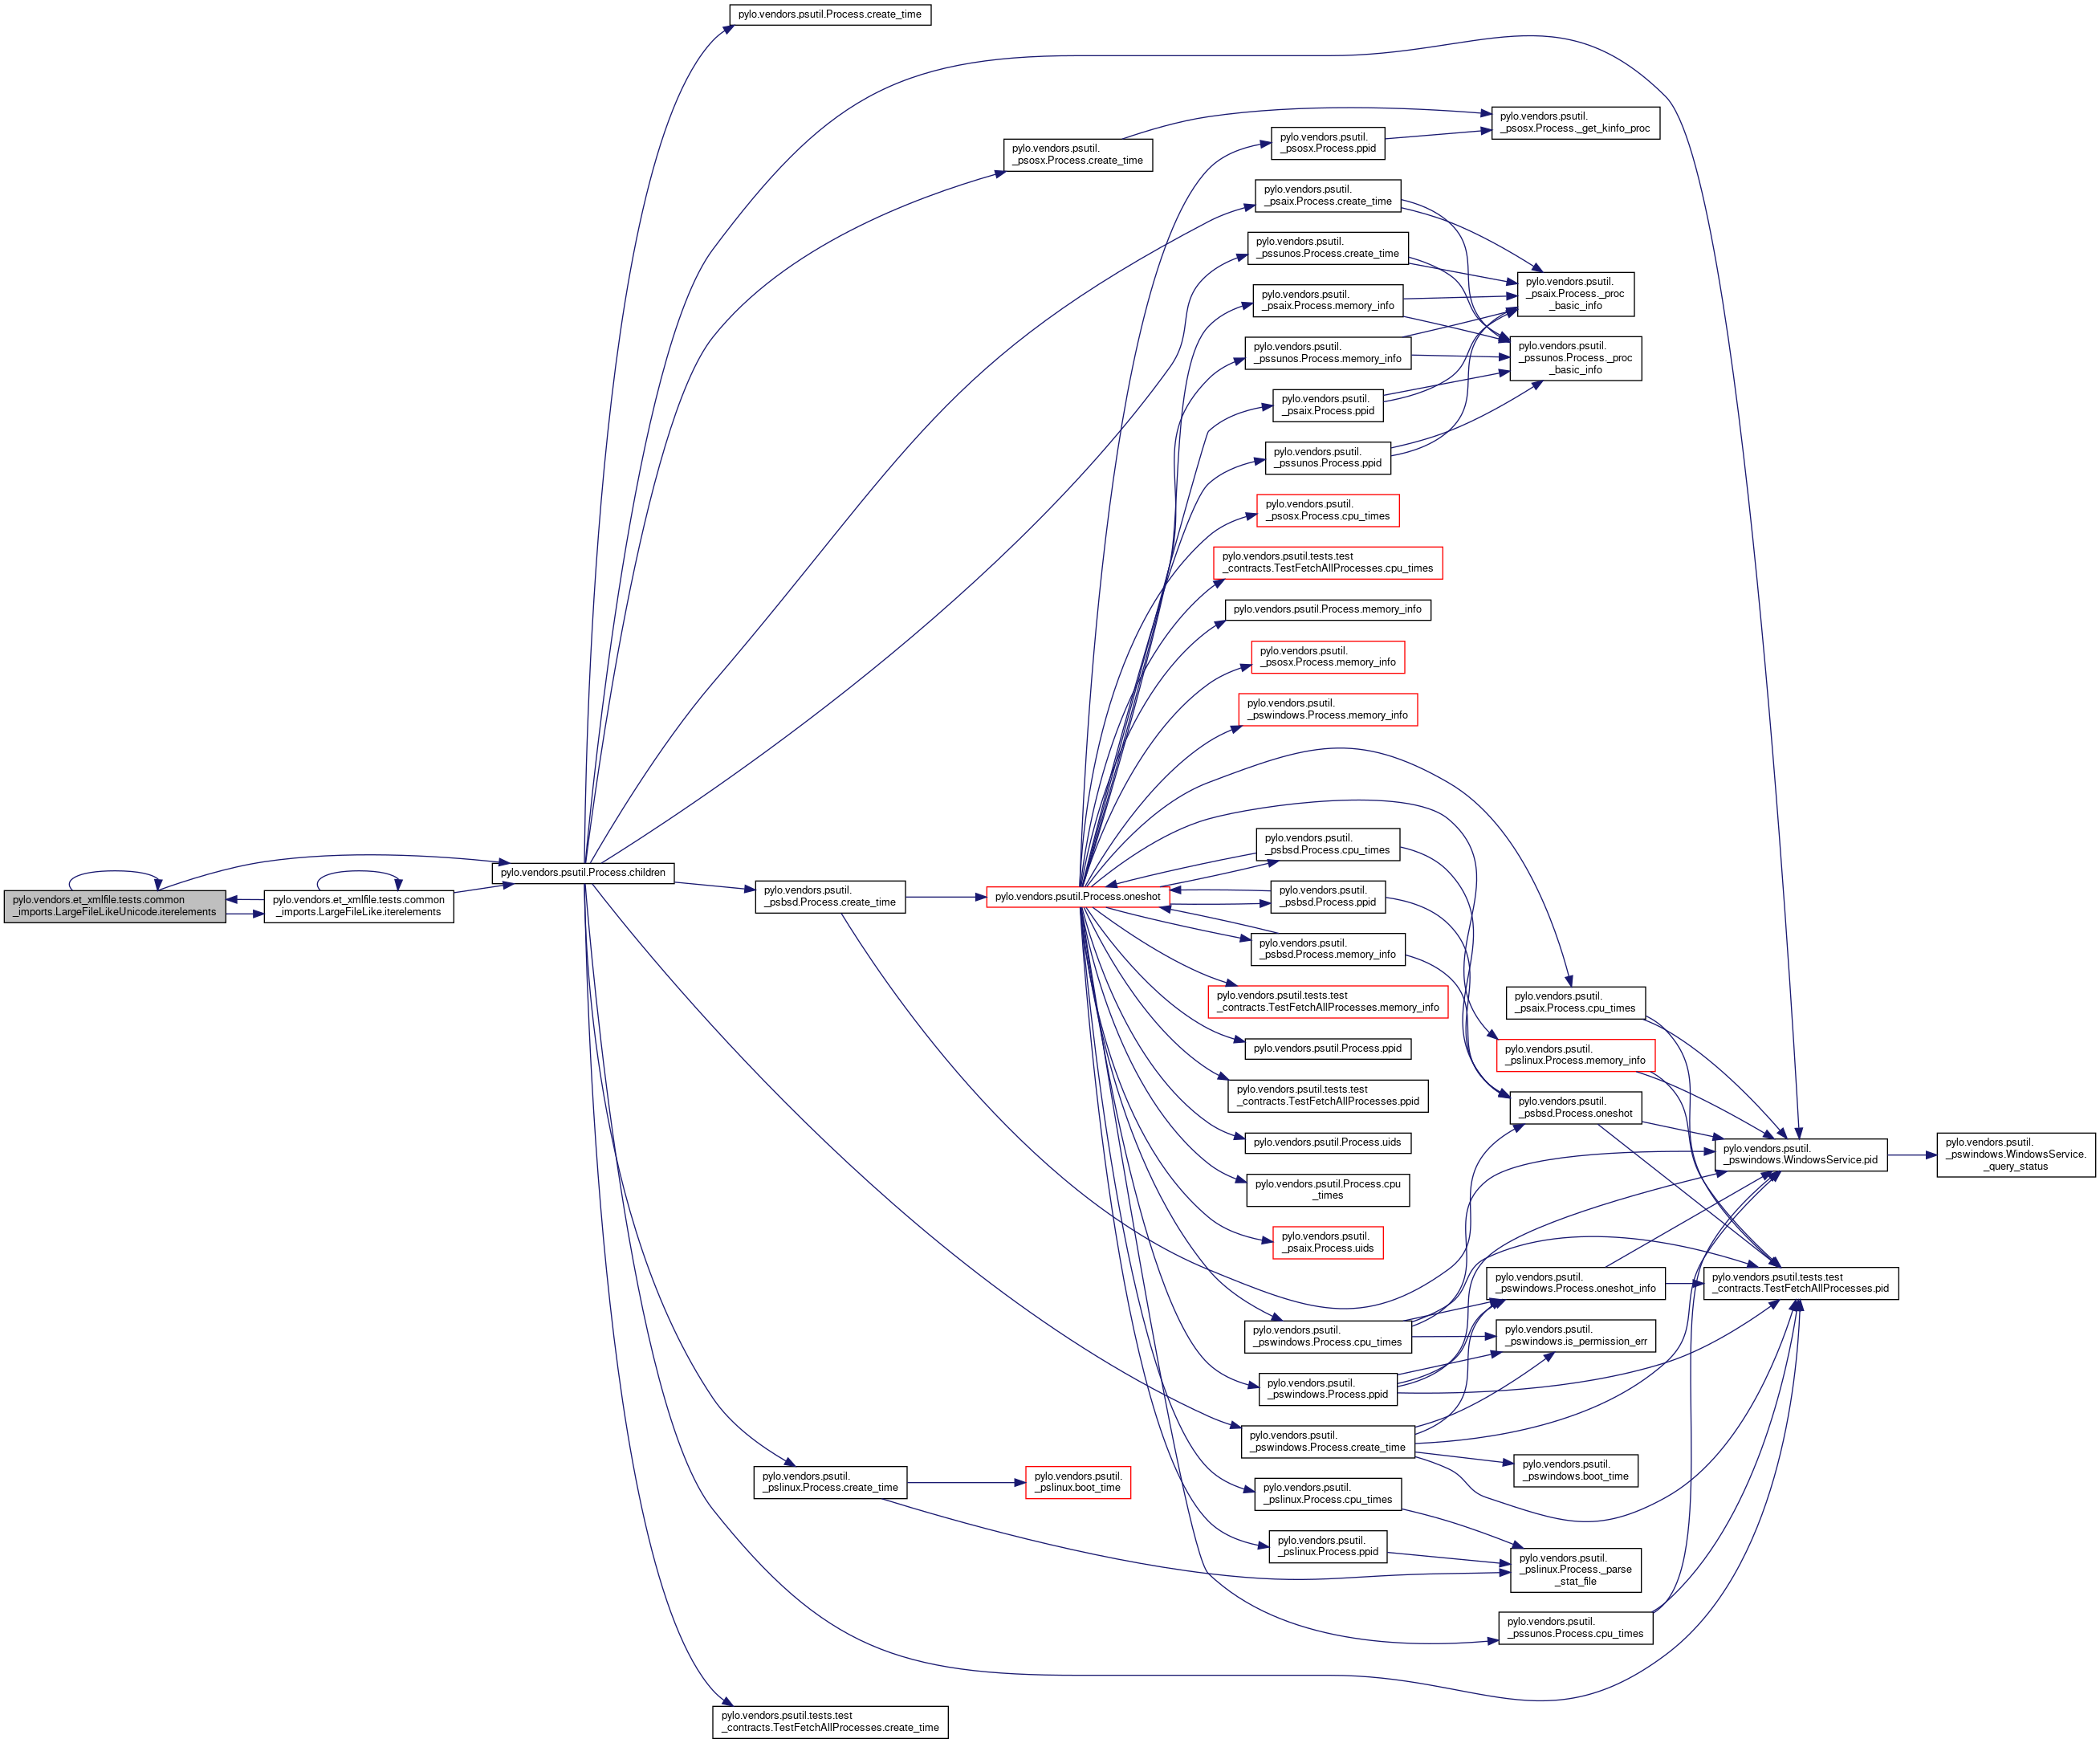 pylo.vendors.psutil.Process.create_time
pylo.vendors.psutil.
_psosx.Process._get_kinfo_proc
pylo.vendors.psutil.
_psosx.Process.ppid
pylo.vendors.psutil.
_psosx.Process.create_time
pylo.vendors.psutil.
_psaix.Process.create_time
pylo.vendors.psutil.
_pssunos.Process.create_time
pylo.vendors.psutil.
_psaix.Process._proc
_basic_info
pylo.vendors.psutil.
_psaix.Process.memory_info
pylo.vendors.psutil.
_pssunos.Process.memory_info
pylo.vendors.psutil.
_pssunos.Process._proc
_basic_info
pylo.vendors.psutil.
_psaix.Process.ppid
pylo.vendors.psutil.
_pssunos.Process.ppid
pylo.vendors.psutil.
_psosx.Process.cpu_times
pylo.vendors.psutil.tests.test
_contracts.TestFetchAllProcesses.cpu_times
pylo.vendors.psutil.Process.memory_info
pylo.vendors.psutil.
_psosx.Process.memory_info
pylo.vendors.psutil.
_pswindows.Process.memory_info
pylo.vendors.psutil.
_psbsd.Process.cpu_times
pylo.vendors.psutil.Process.children
pylo.vendors.et_xmlfile.tests.common
_imports.LargeFileLikeUnicode.iterelements
pylo.vendors.et_xmlfile.tests.common
_imports.LargeFileLike.iterelements
pylo.vendors.psutil.
_psbsd.Process.create_time
pylo.vendors.psutil.Process.oneshot
pylo.vendors.psutil.
_psbsd.Process.ppid
pylo.vendors.psutil.
_psbsd.Process.memory_info
pylo.vendors.psutil.tests.test
_contracts.TestFetchAllProcesses.memory_info
pylo.vendors.psutil.
_psaix.Process.cpu_times
pylo.vendors.psutil.Process.ppid
pylo.vendors.psutil.
_pslinux.Process.memory_info
pylo.vendors.psutil.tests.test
_contracts.TestFetchAllProcesses.ppid
pylo.vendors.psutil.
_psbsd.Process.oneshot
pylo.vendors.psutil.Process.uids
pylo.vendors.psutil.
_pswindows.WindowsService.pid
pylo.vendors.psutil.
_pswindows.WindowsService.
_query_status
pylo.vendors.psutil.Process.cpu
_times
pylo.vendors.psutil.
_psaix.Process.uids
pylo.vendors.psutil.
_pswindows.Process.oneshot_info
pylo.vendors.psutil.tests.test
_contracts.TestFetchAllProcesses.pid
pylo.vendors.psutil.
_pswindows.Process.cpu_times
pylo.vendors.psutil.
_pswindows.is_permission_err
pylo.vendors.psutil.
_pswindows.Process.ppid
pylo.vendors.psutil.
_pswindows.Process.create_time
pylo.vendors.psutil.
_pswindows.boot_time
pylo.vendors.psutil.
_pslinux.Process.create_time
pylo.vendors.psutil.
_pslinux.boot_time
pylo.vendors.psutil.
_pslinux.Process.cpu_times
pylo.vendors.psutil.
_pslinux.Process.ppid
pylo.vendors.psutil.
_pslinux.Process._parse
_stat_file
pylo.vendors.psutil.
_pssunos.Process.cpu_times
pylo.vendors.psutil.tests.test
_contracts.TestFetchAllProcesses.create_time